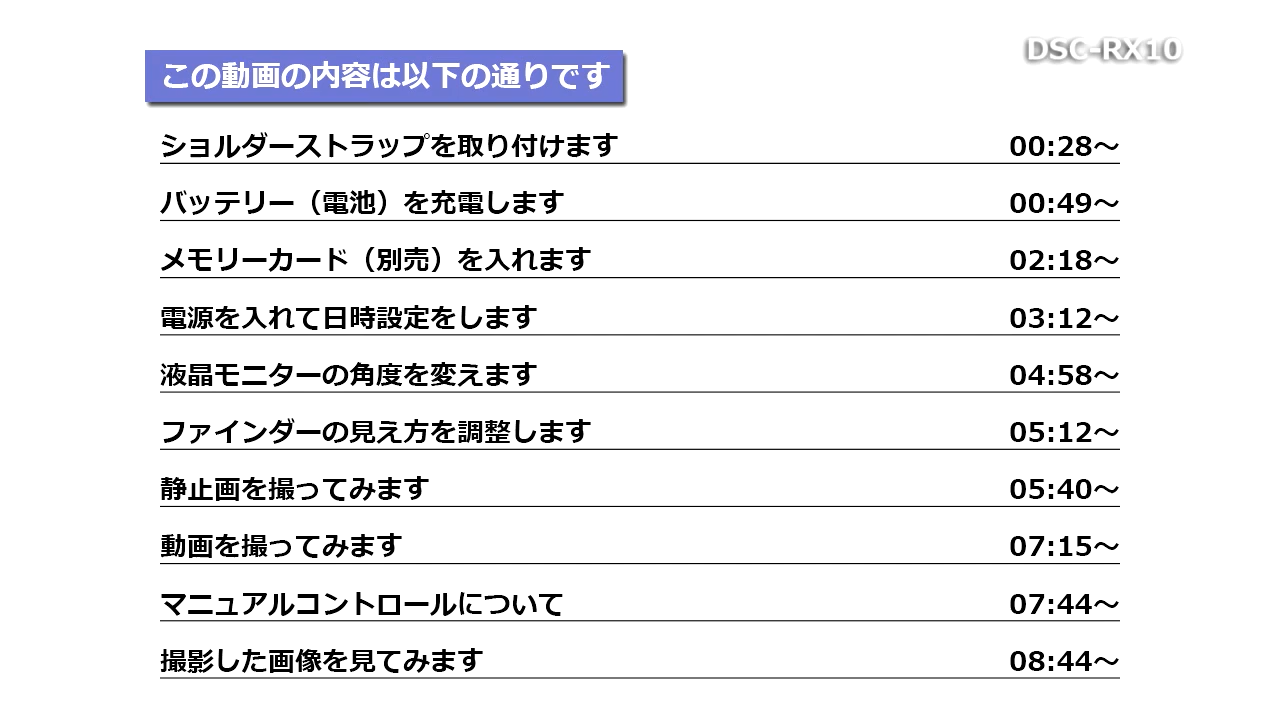 DSC-RX10
この動画の内容は以下の通りです
ショルダーストラップを取り付けます 00:28～
バッテリー（電池）を充電します 00:49～
メモリーカード（別売）を入れます 02:18～
電源を入れて日時設定をします 03:12～
液晶モニターの角度を変えます 04:58～
ファインダーの見え方を調整します 05:12～
静止画を撮ってみます 05:40～
動画を撮ってみます 07:15～
マニュアルコントロールについて 07:44～
撮影した画像を見てみます 08:44～